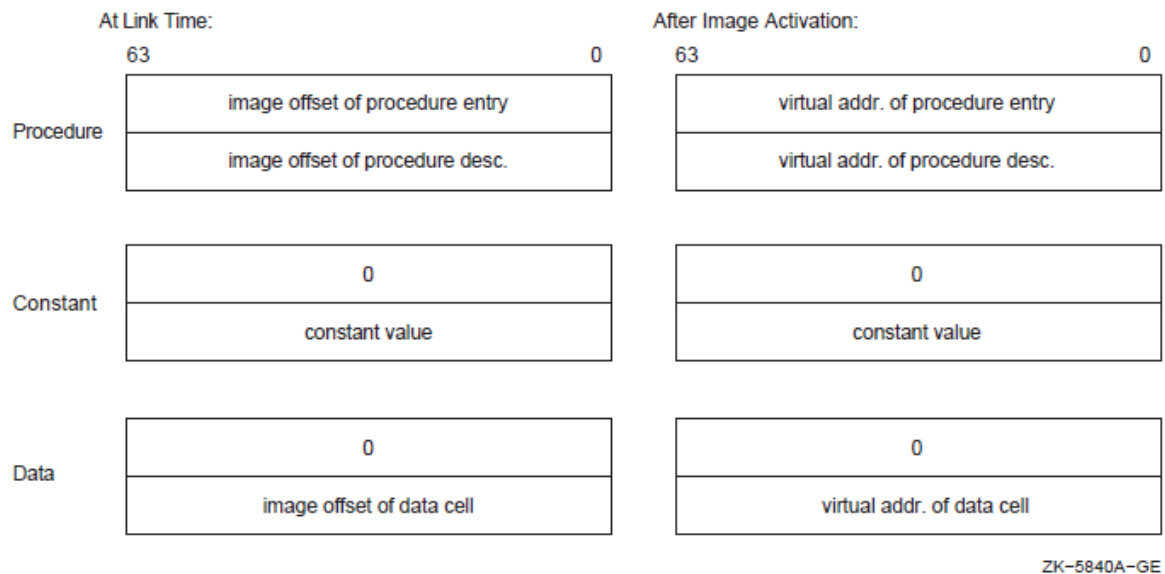 At Link Time: After Image Activation:
63 0 63 0
image offset of procedure entry virtual addr. of procedure entry
Procedure
image offset of procedure desc. virtual addr. of procedure desc.
0 0
Constant
constant value constant value
0 0
Data
image offset of data cell virtual addr. of data cell
ZK-5840A-GE